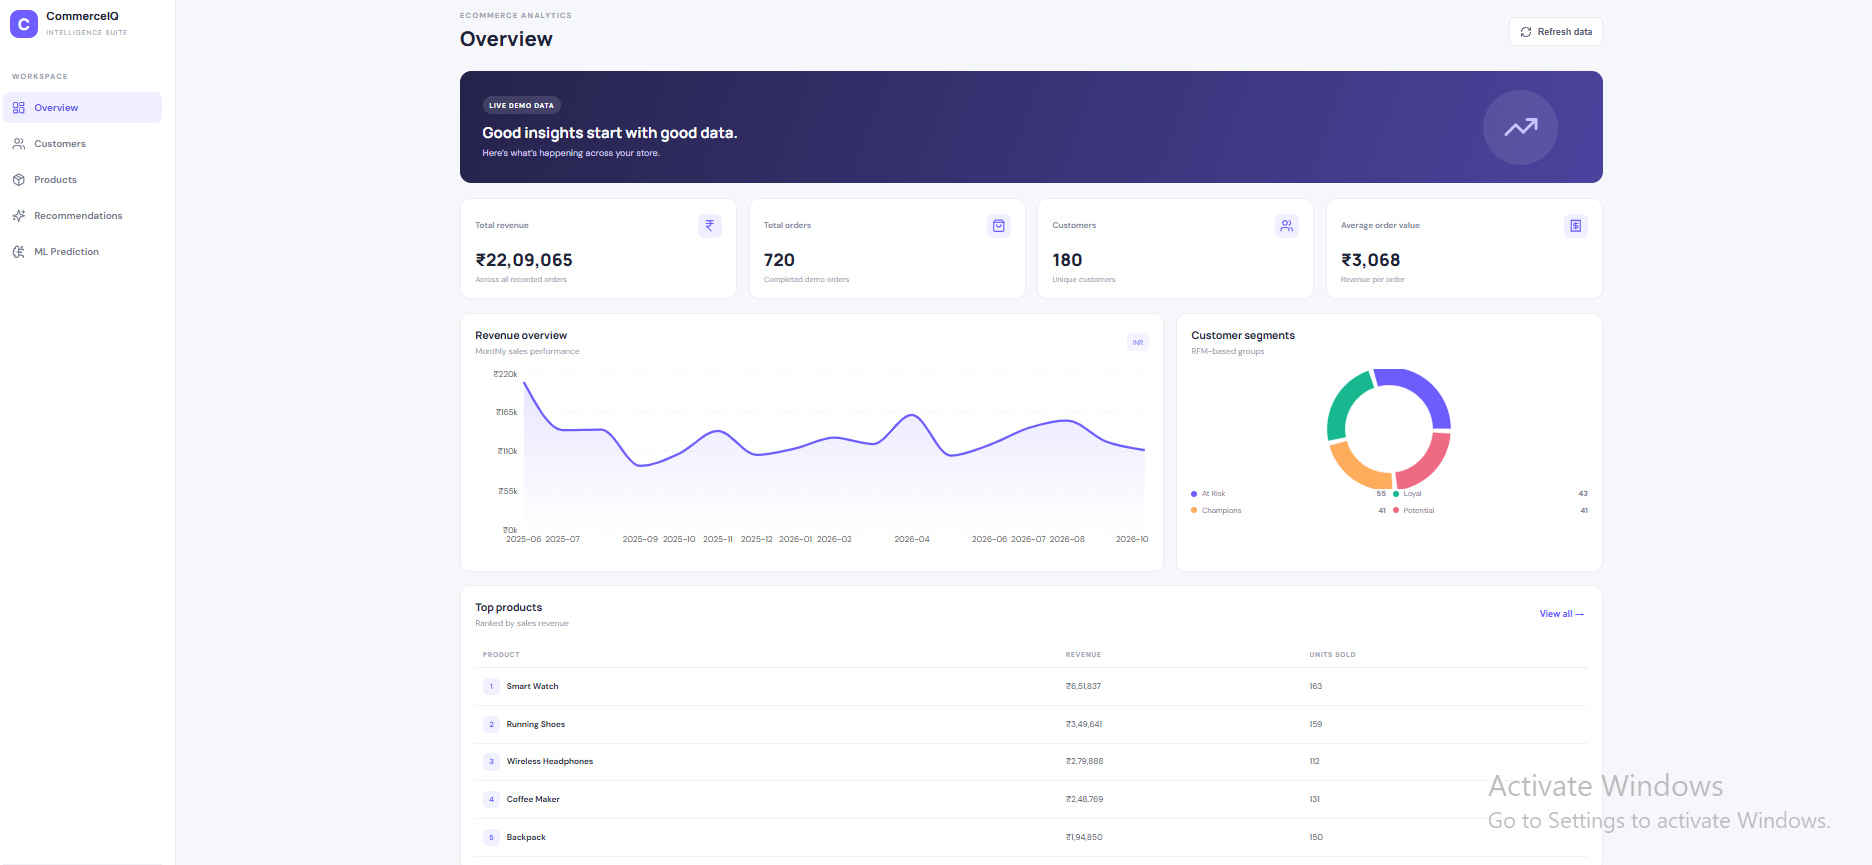 C
CommerceIQ
INTELLIGENCE SUITE
WORKSPACE
Overview
Customers
Products
Recommendations
ML Prediction
ECOMMERCE ANALYTICS
Overview
Refresh data
LIVE DEMO DATA
Good insights start with good data.
Here's what's happening across your store.
Total revenue
₹
₹22,09,065
Across all recorded orders
Total orders
720
Completed demo orders
Customers
180
Unique customers
Average order value
$
₹3,068
Revenue per order
Revenue overview
Monthly sales performance
INR
₹220k
₹165k
₹110k
₹55k
₹0k
2025-06 2025-07 2025-09 2025-10 2025-11 2025-12 2026-01 2026-02 2026-04 2026-06 2026-07 2026-08 2026-10
Customer segments
RFM-based groups
At Risk 55 Loyal 43
Champions 41 Potential 41
Top products
Ranked by sales revenue
View all →
PRODUCT REVENUE UNITS SOLD
1 Smart Watch ₹6,51,837 163
2 Running Shoes ₹3,49,641 159
3 Wireless Headphones ₹2,79,888 112
4 Coffee Maker ₹2,48,769 131
5 Backpack ₹1,94,850 150
Activate Windows
Go to Settings to activate Windows.